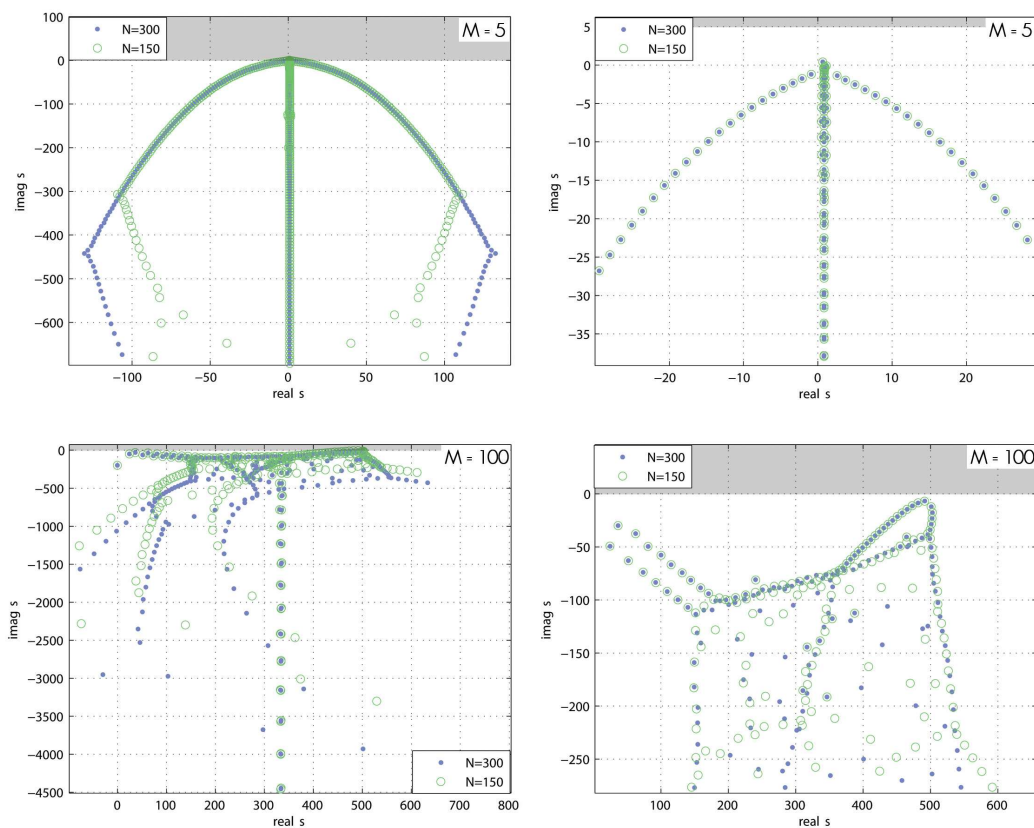 100
0
−100
−200
−300
−400
−500
−600
imag s
−100
−50
0
50
100
real s
N=300
N=150
M = 5
5
0
−5
−10
−15
−20
−25
−30
−35
imag s
−20
−10
0
10
20
real s
N=300
N=150
M = 5
0
−500
−1000
−1500
−2000
−2500
−3000
−3500
−4000
−4500
imag s
0
100
200
300
400
500
600
700
800
real s
M = 100
N=300
N=150
N=300
N=150
M = 100
0
−50
−100
−150
−200
−250
imag s
100
200
300
400
500
600
real s